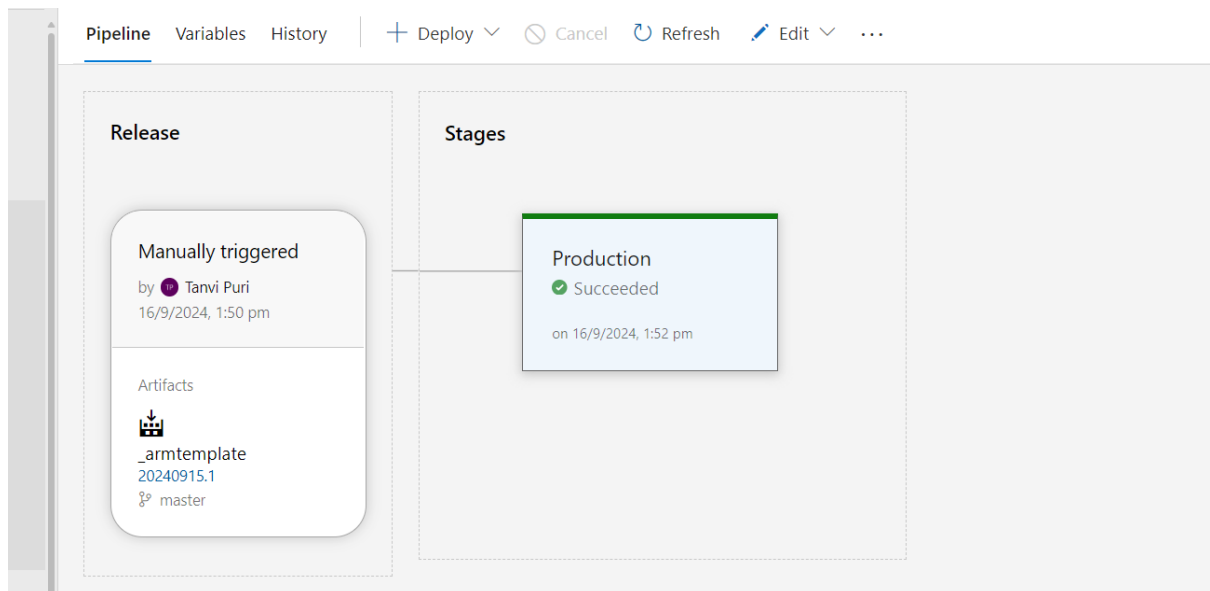 Pipeline Variables History Deploy Cancel Refresh Edit ...
Release
Manually triggered
by TP Tanvi Puri
16/9/2024, 1:50 pm
Artifacts
_armtemplate
20240915.1
master
Stages
Production
Succeeded
on 16/9/2024, 1:52 pm